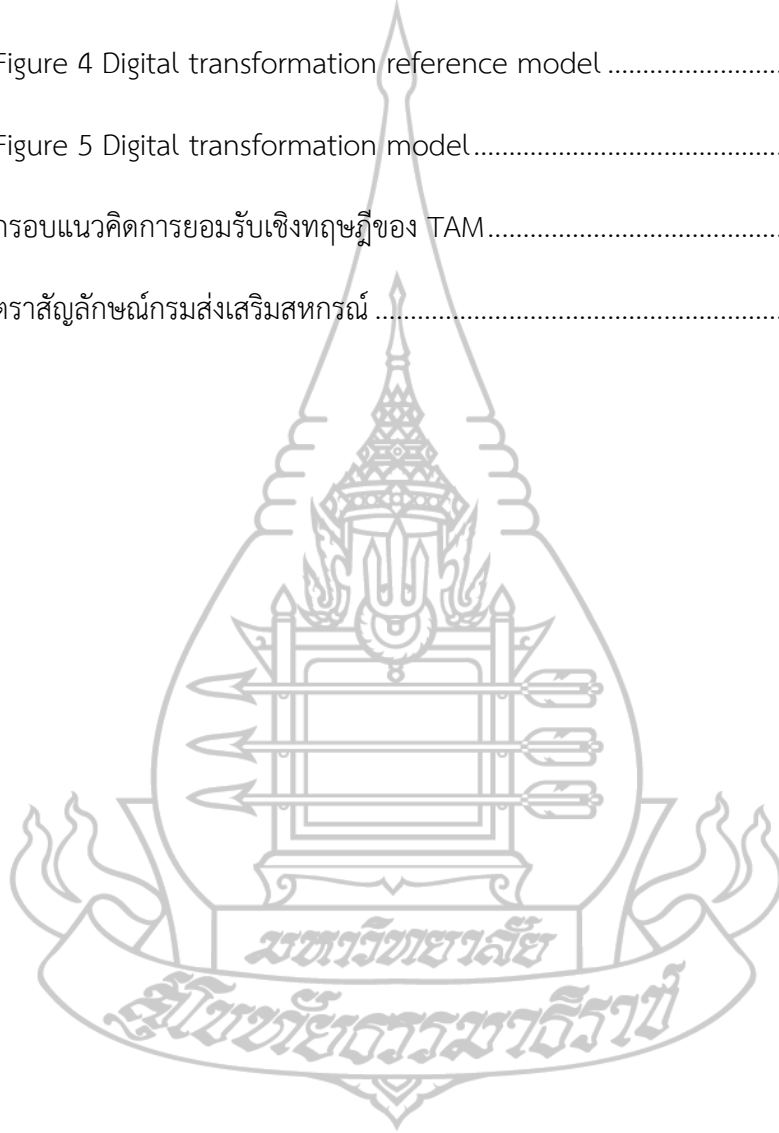 Figure 4 Digital transformation reference model ........................
Figure 5 Digital transformation model ............................................
กรอบแนวคิดการยอมรับเชิงทฤษฎีของ TAM..........................................
ตราสัญลักษณ์กรมส่งเสริมสหกรณ์ ..........................................................
มหาวิทยาลัย
สุโขทัยธรรมาธิราช